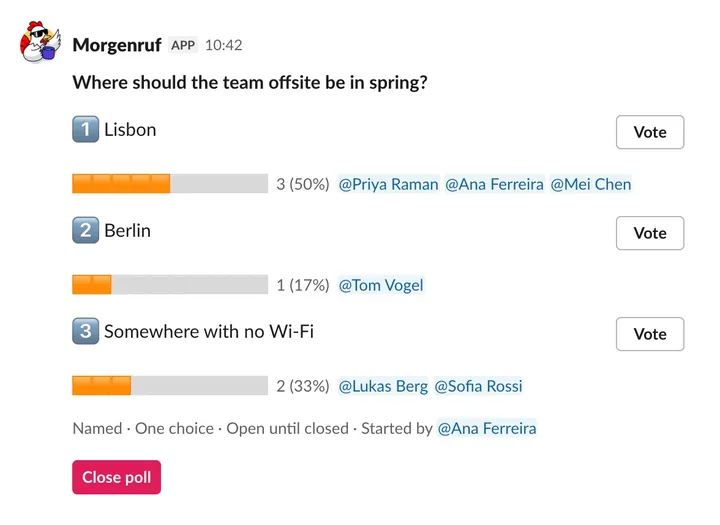 Morgenruf APP 10:42
Where should the team offsite be in spring?
1 Lisbon Vote
3 (50%) @Priya Raman @Ana Ferreira @Mei Chen
2 Berlin Vote
1 (17%) @Tom Vogel
3 Somewhere with no Wi-Fi Vote
2 (33%) @Lukas Berg @Sofia Rossi
Named · One choice · Open until closed · Started by @Ana Ferreira
Close poll